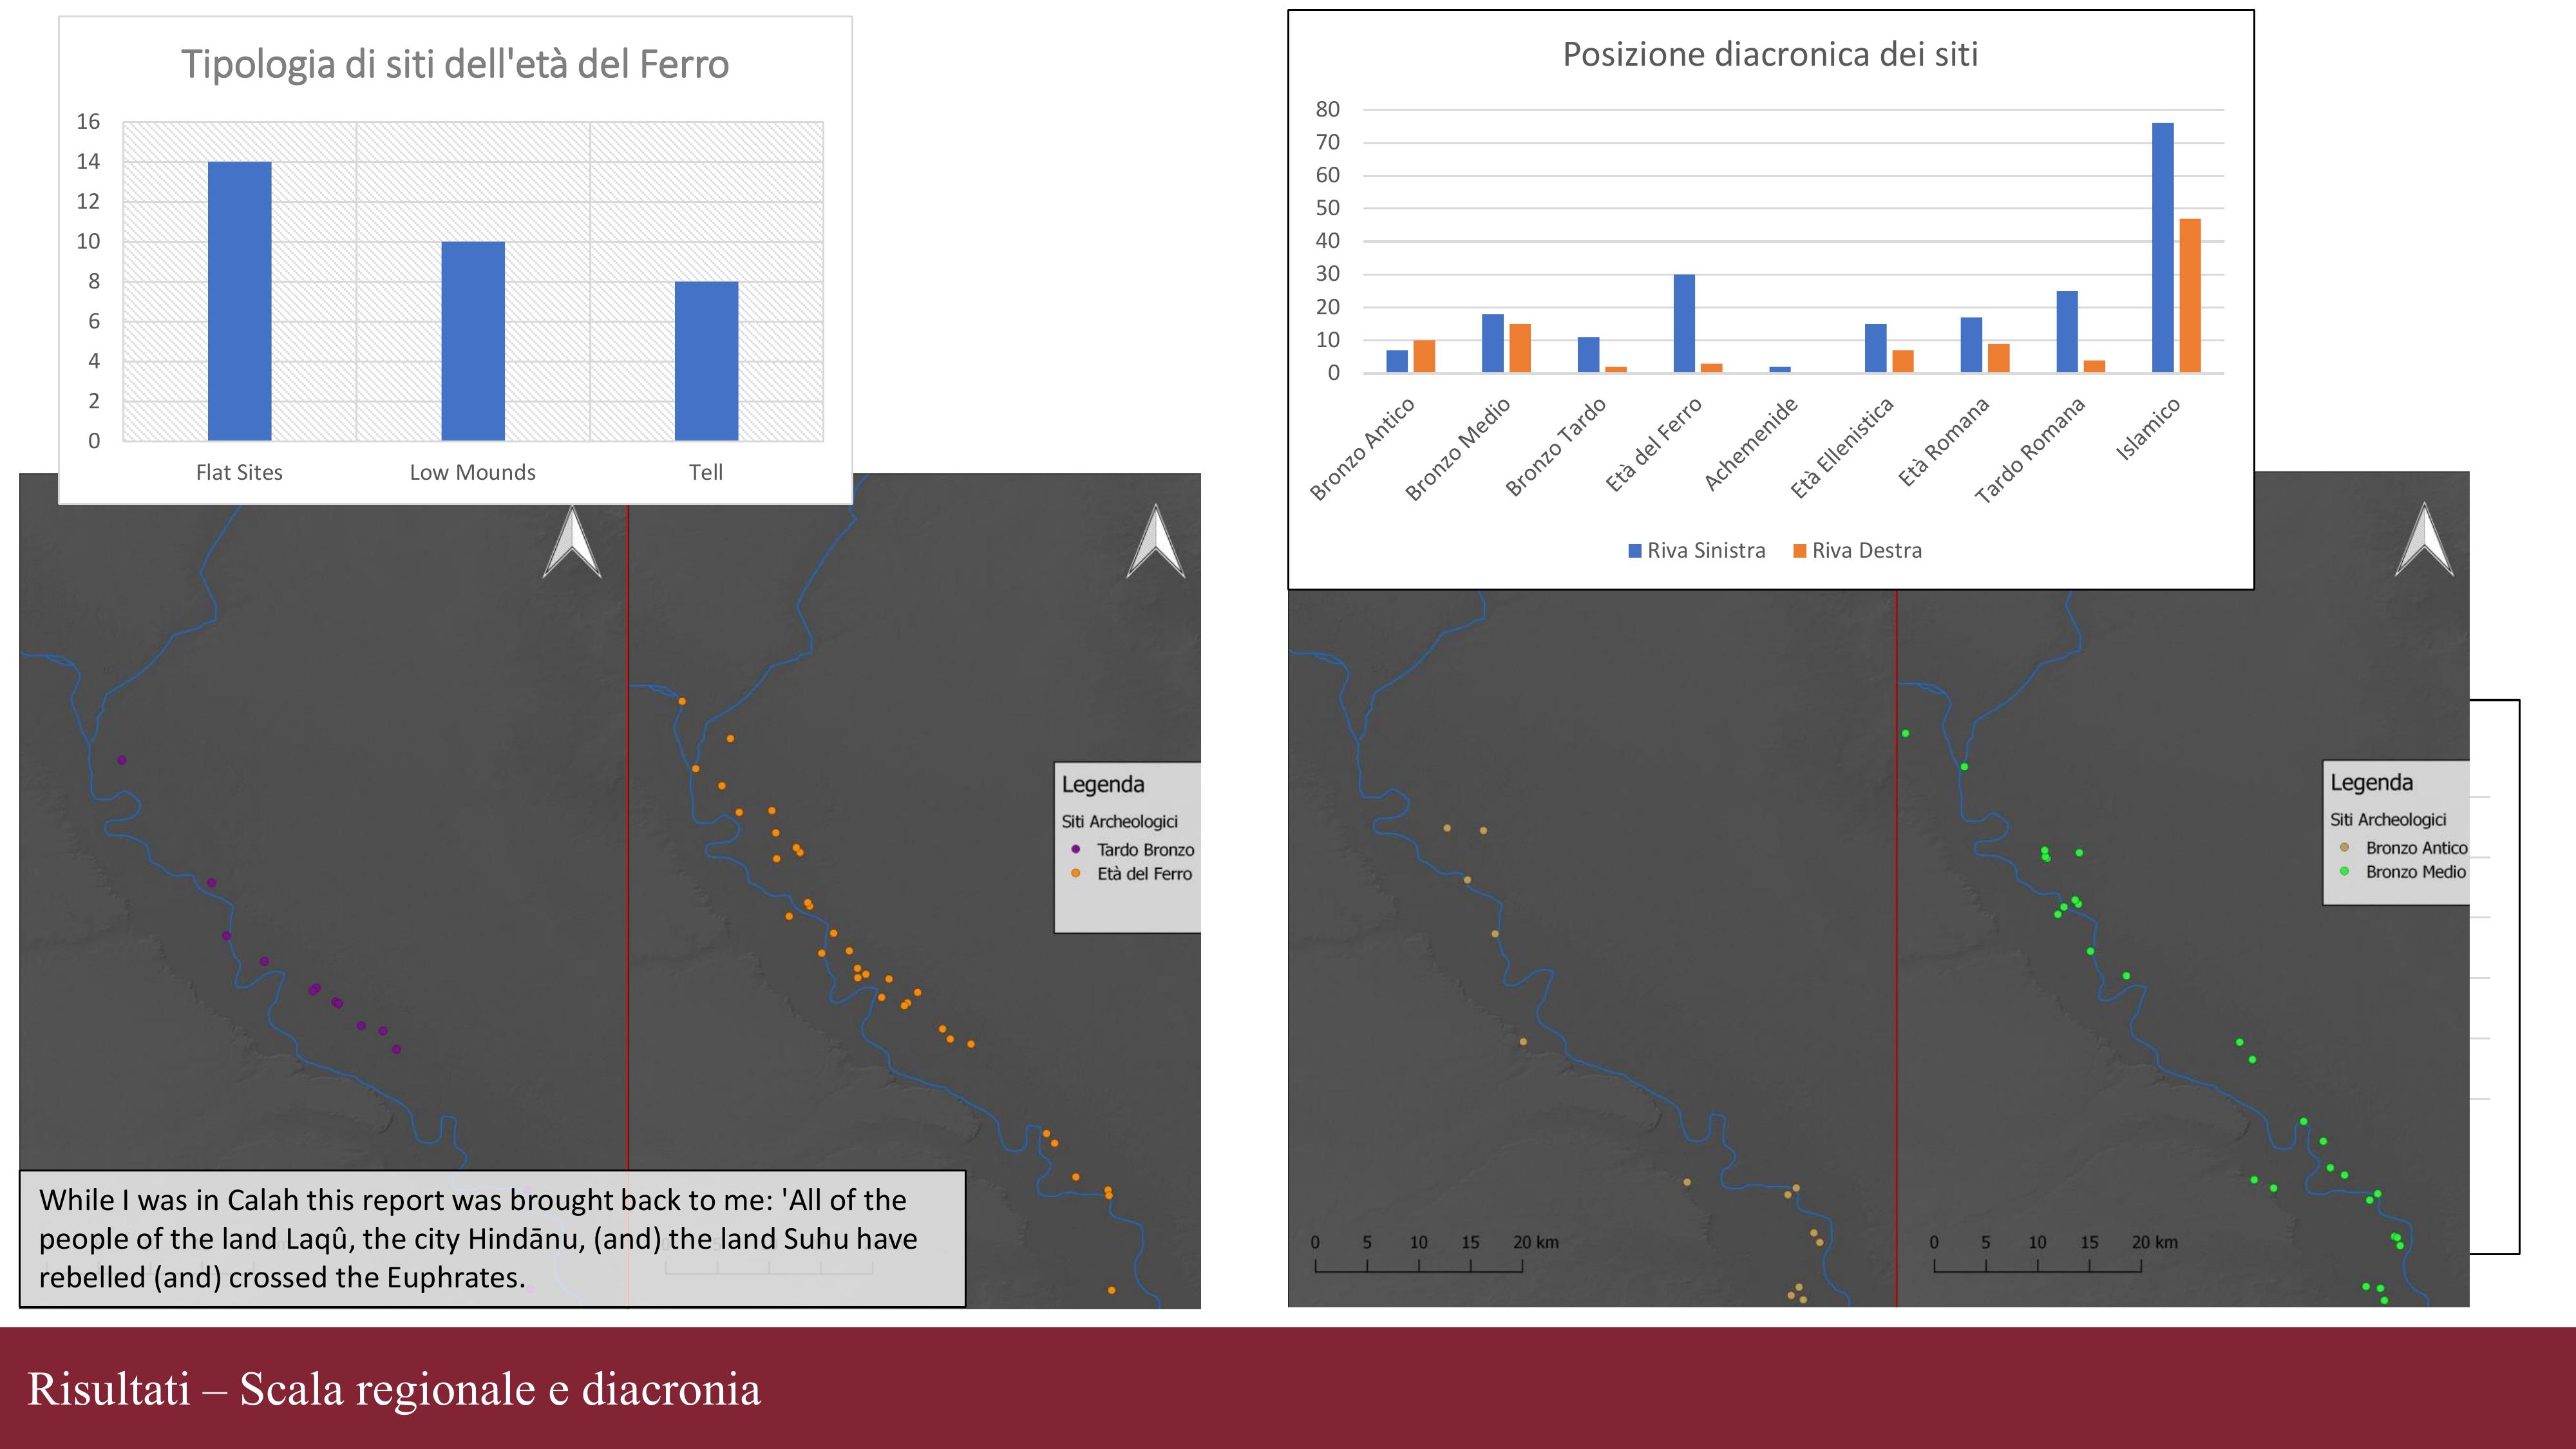 Tipologia di siti dell'età del Ferro
16
14
12
10
8
6
4
2
0
Flat Sites
Low Mounds
Tell
Posizione diacronica dei siti
80
70
60
50
40
30
20
10
0
Bronzo Antico
Bronzo Medio
Bronzo Tardo
Età del Ferro
Achemenide
Età Ellenistica
Età Romana
Tardo Romana
Islamico
Riva Sinistra
Riva Destra
Legenda
Siti Archeologici
Tardo Bronzo
Età del Ferro
While I was in Calah this report was brought back to me: 'All of the
people of the land Laqû, the city Hindānu, (and) the land Suhu have
rebelled (and) crossed the Euphrates.
Legenda
Siti Archeologici
Bronzo Antico
Bronzo Medio
0 5 10 15 20 km
0 5 10 15 20 km
Risultati – Scala regionale e diacronia